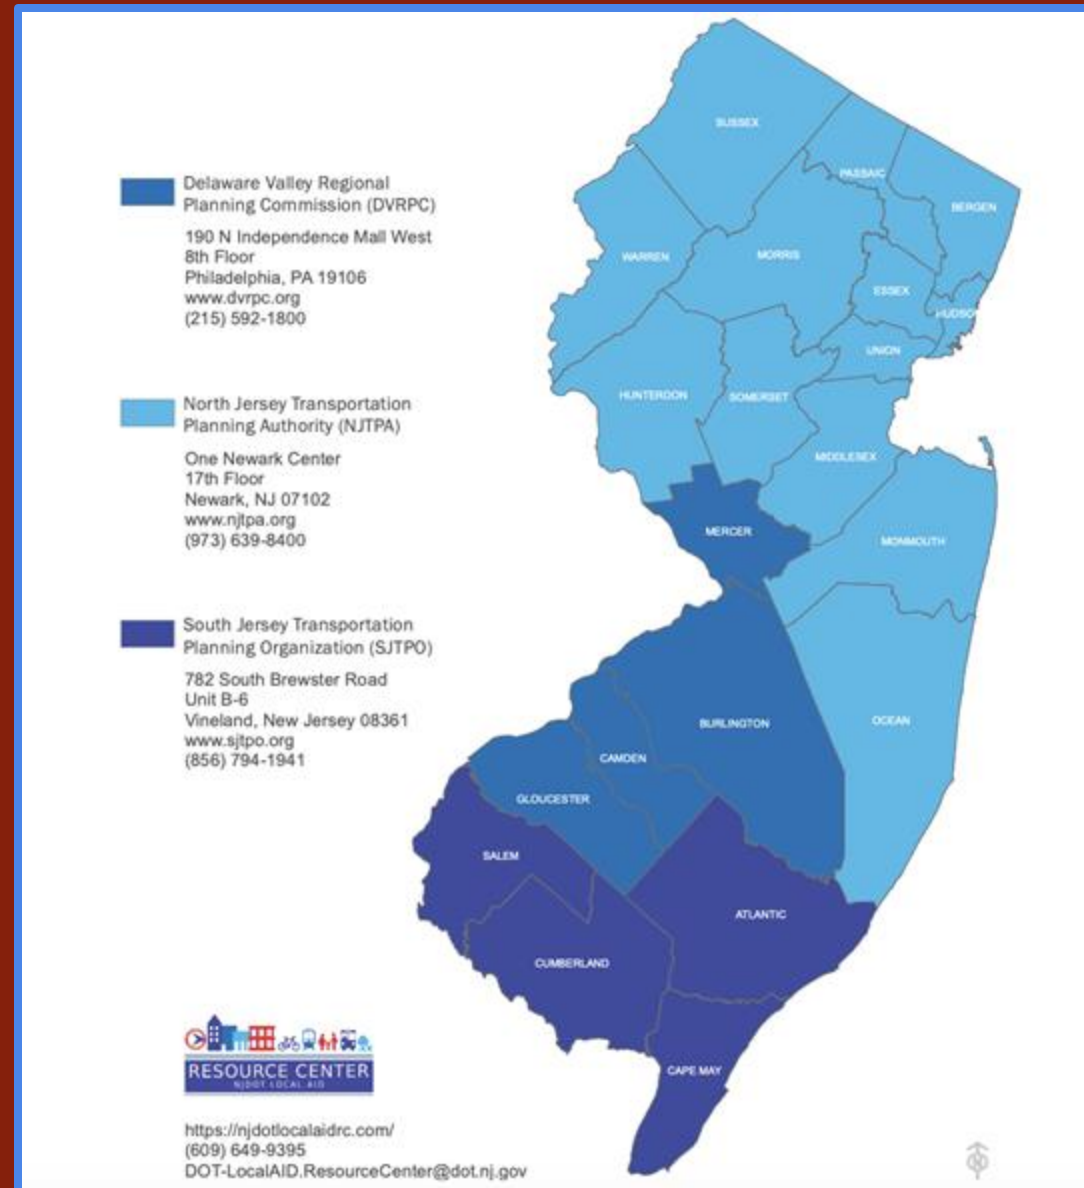 Delaware Valley Regional
Planning Commission (DVRPC)
190 N Independence Mall West
8th Floor
Philadelphia, PA 19106
www.dvrpc.org
(215) 592-1800
North Jersey Transportation
Planning Authority (NJTPA)
One Newark Center
17th Floor
Newark, NJ 07102
www.njtpa.org
(973) 639-8400
South Jersey Transportation
Planning Organization (SJTPO)
782 South Brewster Road
Unit B-6
Vineland, New Jersey 08361
www.sjtpo.org
(856) 794-1941
SUSSEX
PASSAIC
BERGEN
WARREN
MORRIS
ESSEX
HUDSON
UNION
HUNTERDON
SOMERSET
MIDDLESEX
MERCER
MONMOUTH
BURLINGTON
OCEAN
CAMDEN
GLOUCESTER
SALEM
ATLANTIC
CUMBERLAND
CAPE MAY
RESOURCE CENTER
NJDOT LOCAL AID
https://njdotlocalaidrc.com/
(609) 649-9395
DOT-LocalAID.ResourceCenter@dot.nj.gov
N